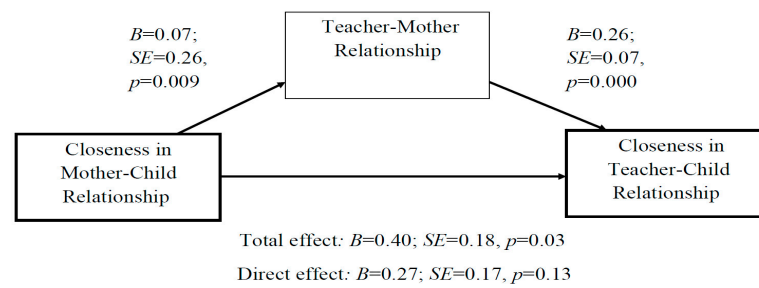 B=0.07;
SE=0.26,
p=0.009
Teacher-Mother
Relationship
B=0.26;
SE=0.07,
p=0.000
Closeness in
Mother-Child
Relationship
Closeness in
Teacher-Child
Relationship
Total effect: B=0.40; SE=0.18, p=0.03
Direct effect: B=0.27; SE=0.17, p=0.13